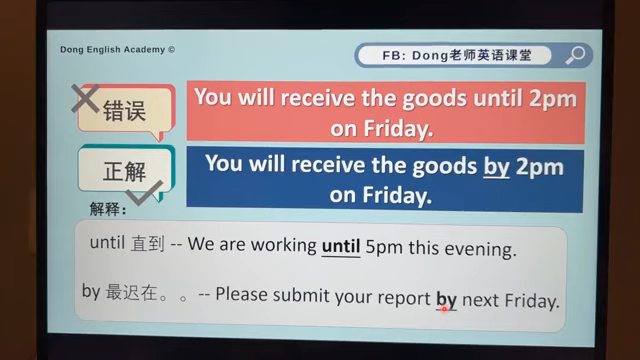 Dong English Academy ©
FB: Dong老师英语课堂
错误
You will receive the goods until 2pm
on Friday.
正解
You will receive the goods by 2pm
on Friday.
解释：
until 直到 -- We are working until 5pm this evening.
by 最迟在。。-- Please submit your report by next Friday.